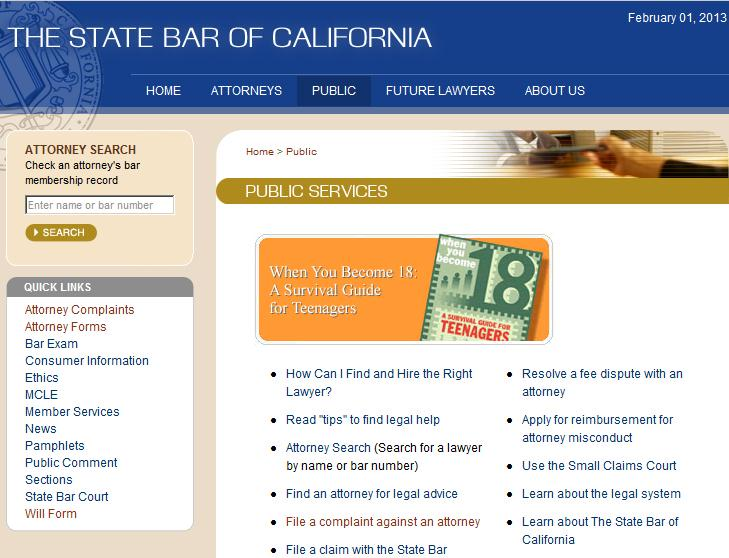 February 01, 2013
THE STATE BAR OF CALIFORNIA
HOME ATTORNEYS PUBLIC FUTURE LAWYERS ABOUT US
ATTORNEY SEARCH
Check an attorney's bar
membership record
Enter name or bar number
SEARCH
QUICK LINKS
Attorney Complaints
Attorney Forms
Bar Exam
Consumer Information
Ethics
MCLE
Member Services
News
Pamphlets
Public Comment
Sections
State Bar Court
Will Form
Home > Public
PUBLIC SERVICES
When You Become 18:
A Survival Guide
for Teenagers
when
you
become
18
A SURVIVAL GUIDE FOR
TEENAGERS
• How Can I Find and Hire the Right
Lawyer?
• Read "tips" to find legal help
• Attorney Search (Search for a lawyer
by name or bar number)
• Find an attorney for legal advice
• File a complaint against an attorney
• File a claim with the State Bar
• Resolve a fee dispute with an
attorney
• Apply for reimbursement for
attorney misconduct
• Use the Small Claims Court
• Learn about the legal system
• Learn about The State Bar of
California